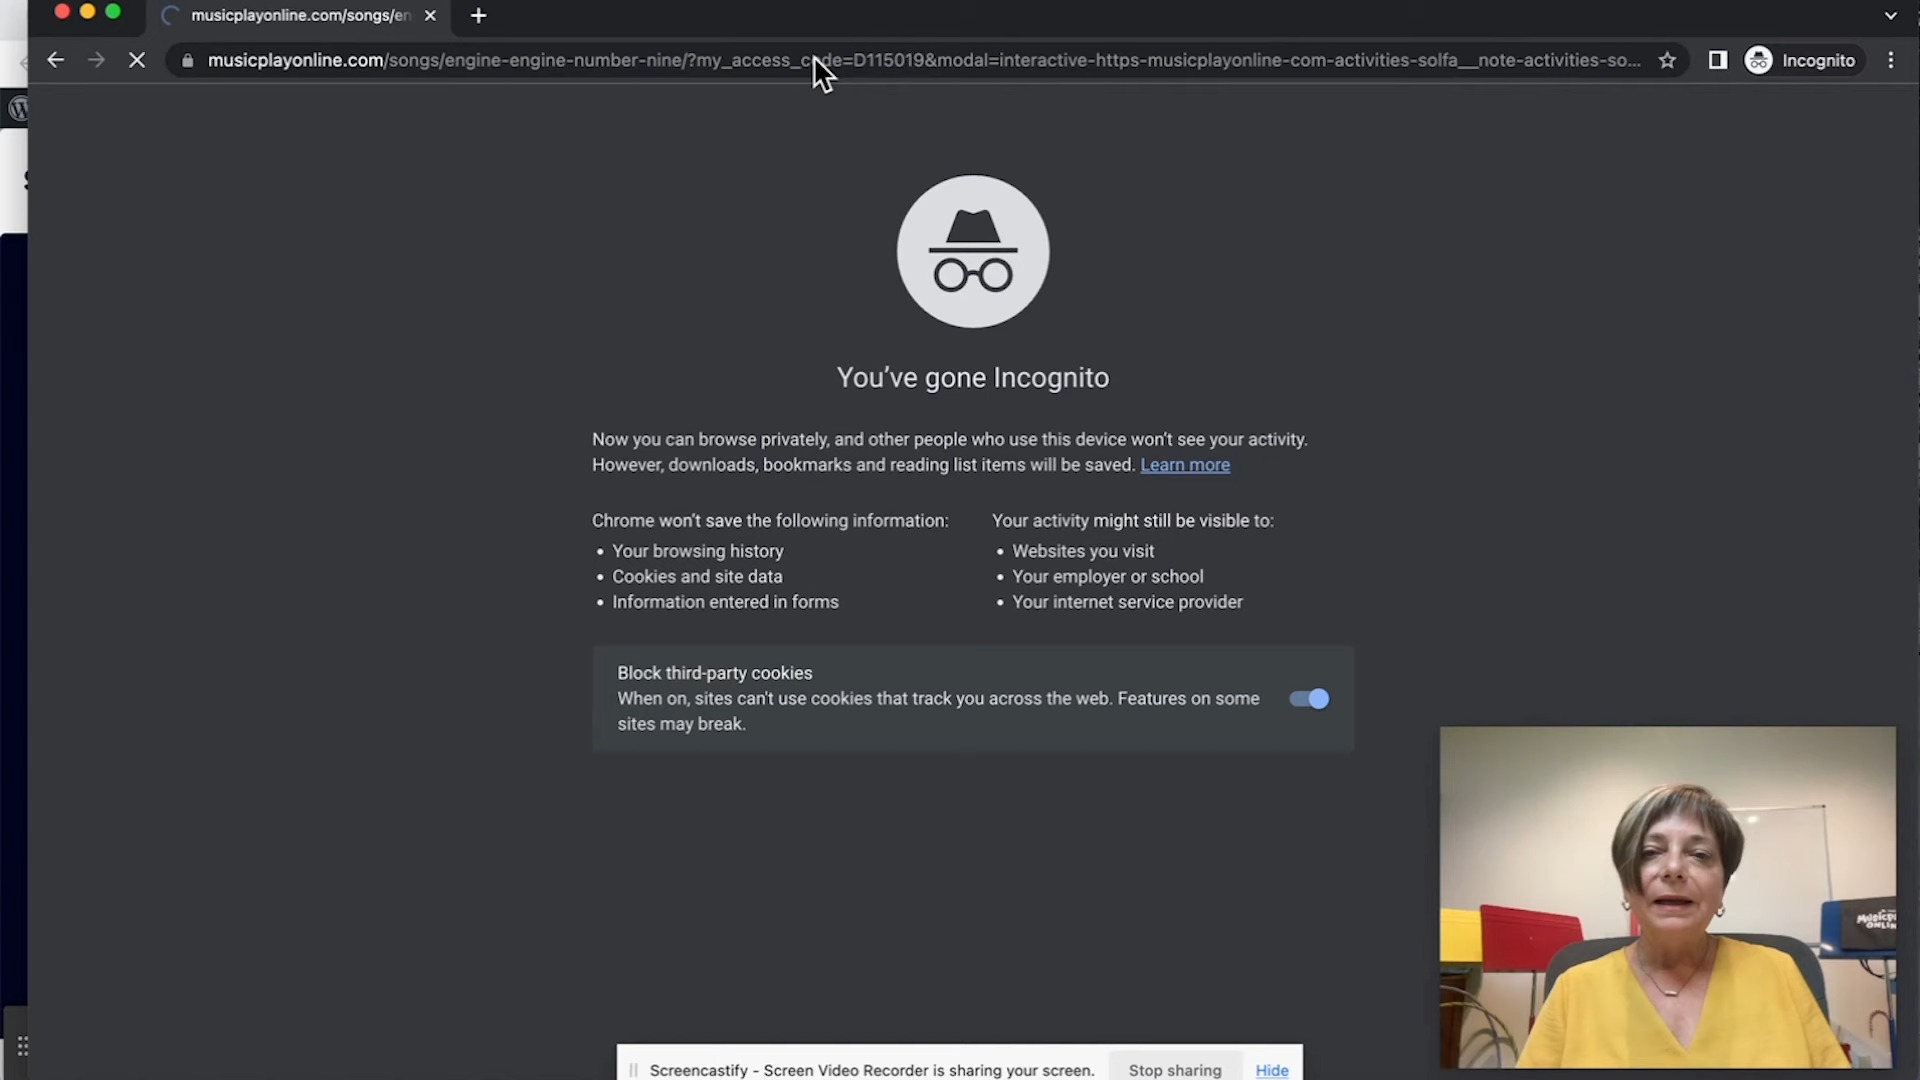 musicplayonline.com/songs/en
musicplayonline.com/songs/engine-engine-number-nine/?my_access_code=D115019&modal=interactive-https-musicplayonline-com-activities-solfa__note-activities-so...
Incognito
You've gone Incognito
Now you can browse privately, and other people who use this device won't see your activity.
However, downloads, bookmarks and reading list items will be saved. Learn more
Chrome won't save the following information:
• Your browsing history
• Cookies and site data
• Information entered in forms
Your activity might still be visible to:
• Websites you visit
• Your employer or school
• Your internet service provider
Block third-party cookies
When on, sites can't use cookies that track you across the web. Features on some
sites may break.
Screencastify - Screen Video Recorder is sharing your screen.
Stop sharing
Hide